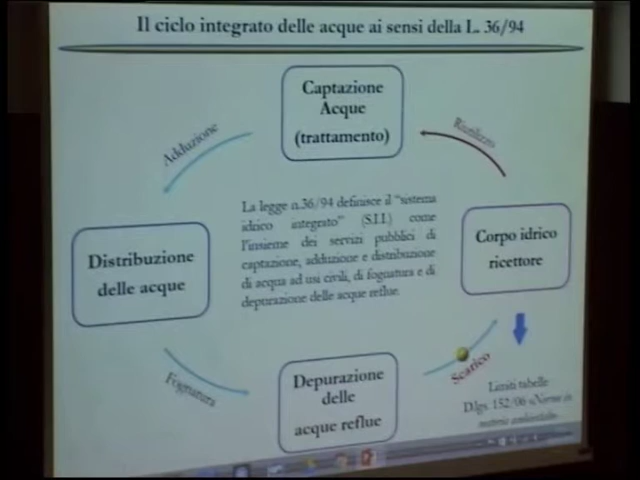 Il ciclo integrato delle acque ai sensi della L. 36/94
Captazione
Acque
(trattamento)
Adduzione
Riutilizzo
La legge n.36/94 definisce il "sistema
idrico integrato" (S.I.I.) come
l'insieme dei servizi pubblici di
captazione, adduzione e distribuzione
di acqua ad usi civili, di fognatura e di
depurazione delle acque reflue.
Distribuzione
delle acque
Corpo idrico
ricettore
Fognatura
Depurazione
delle
acque reflue
Scarico
Limiti tabelle
D.lgs. 152/06 «Norme in
materia ambientale»